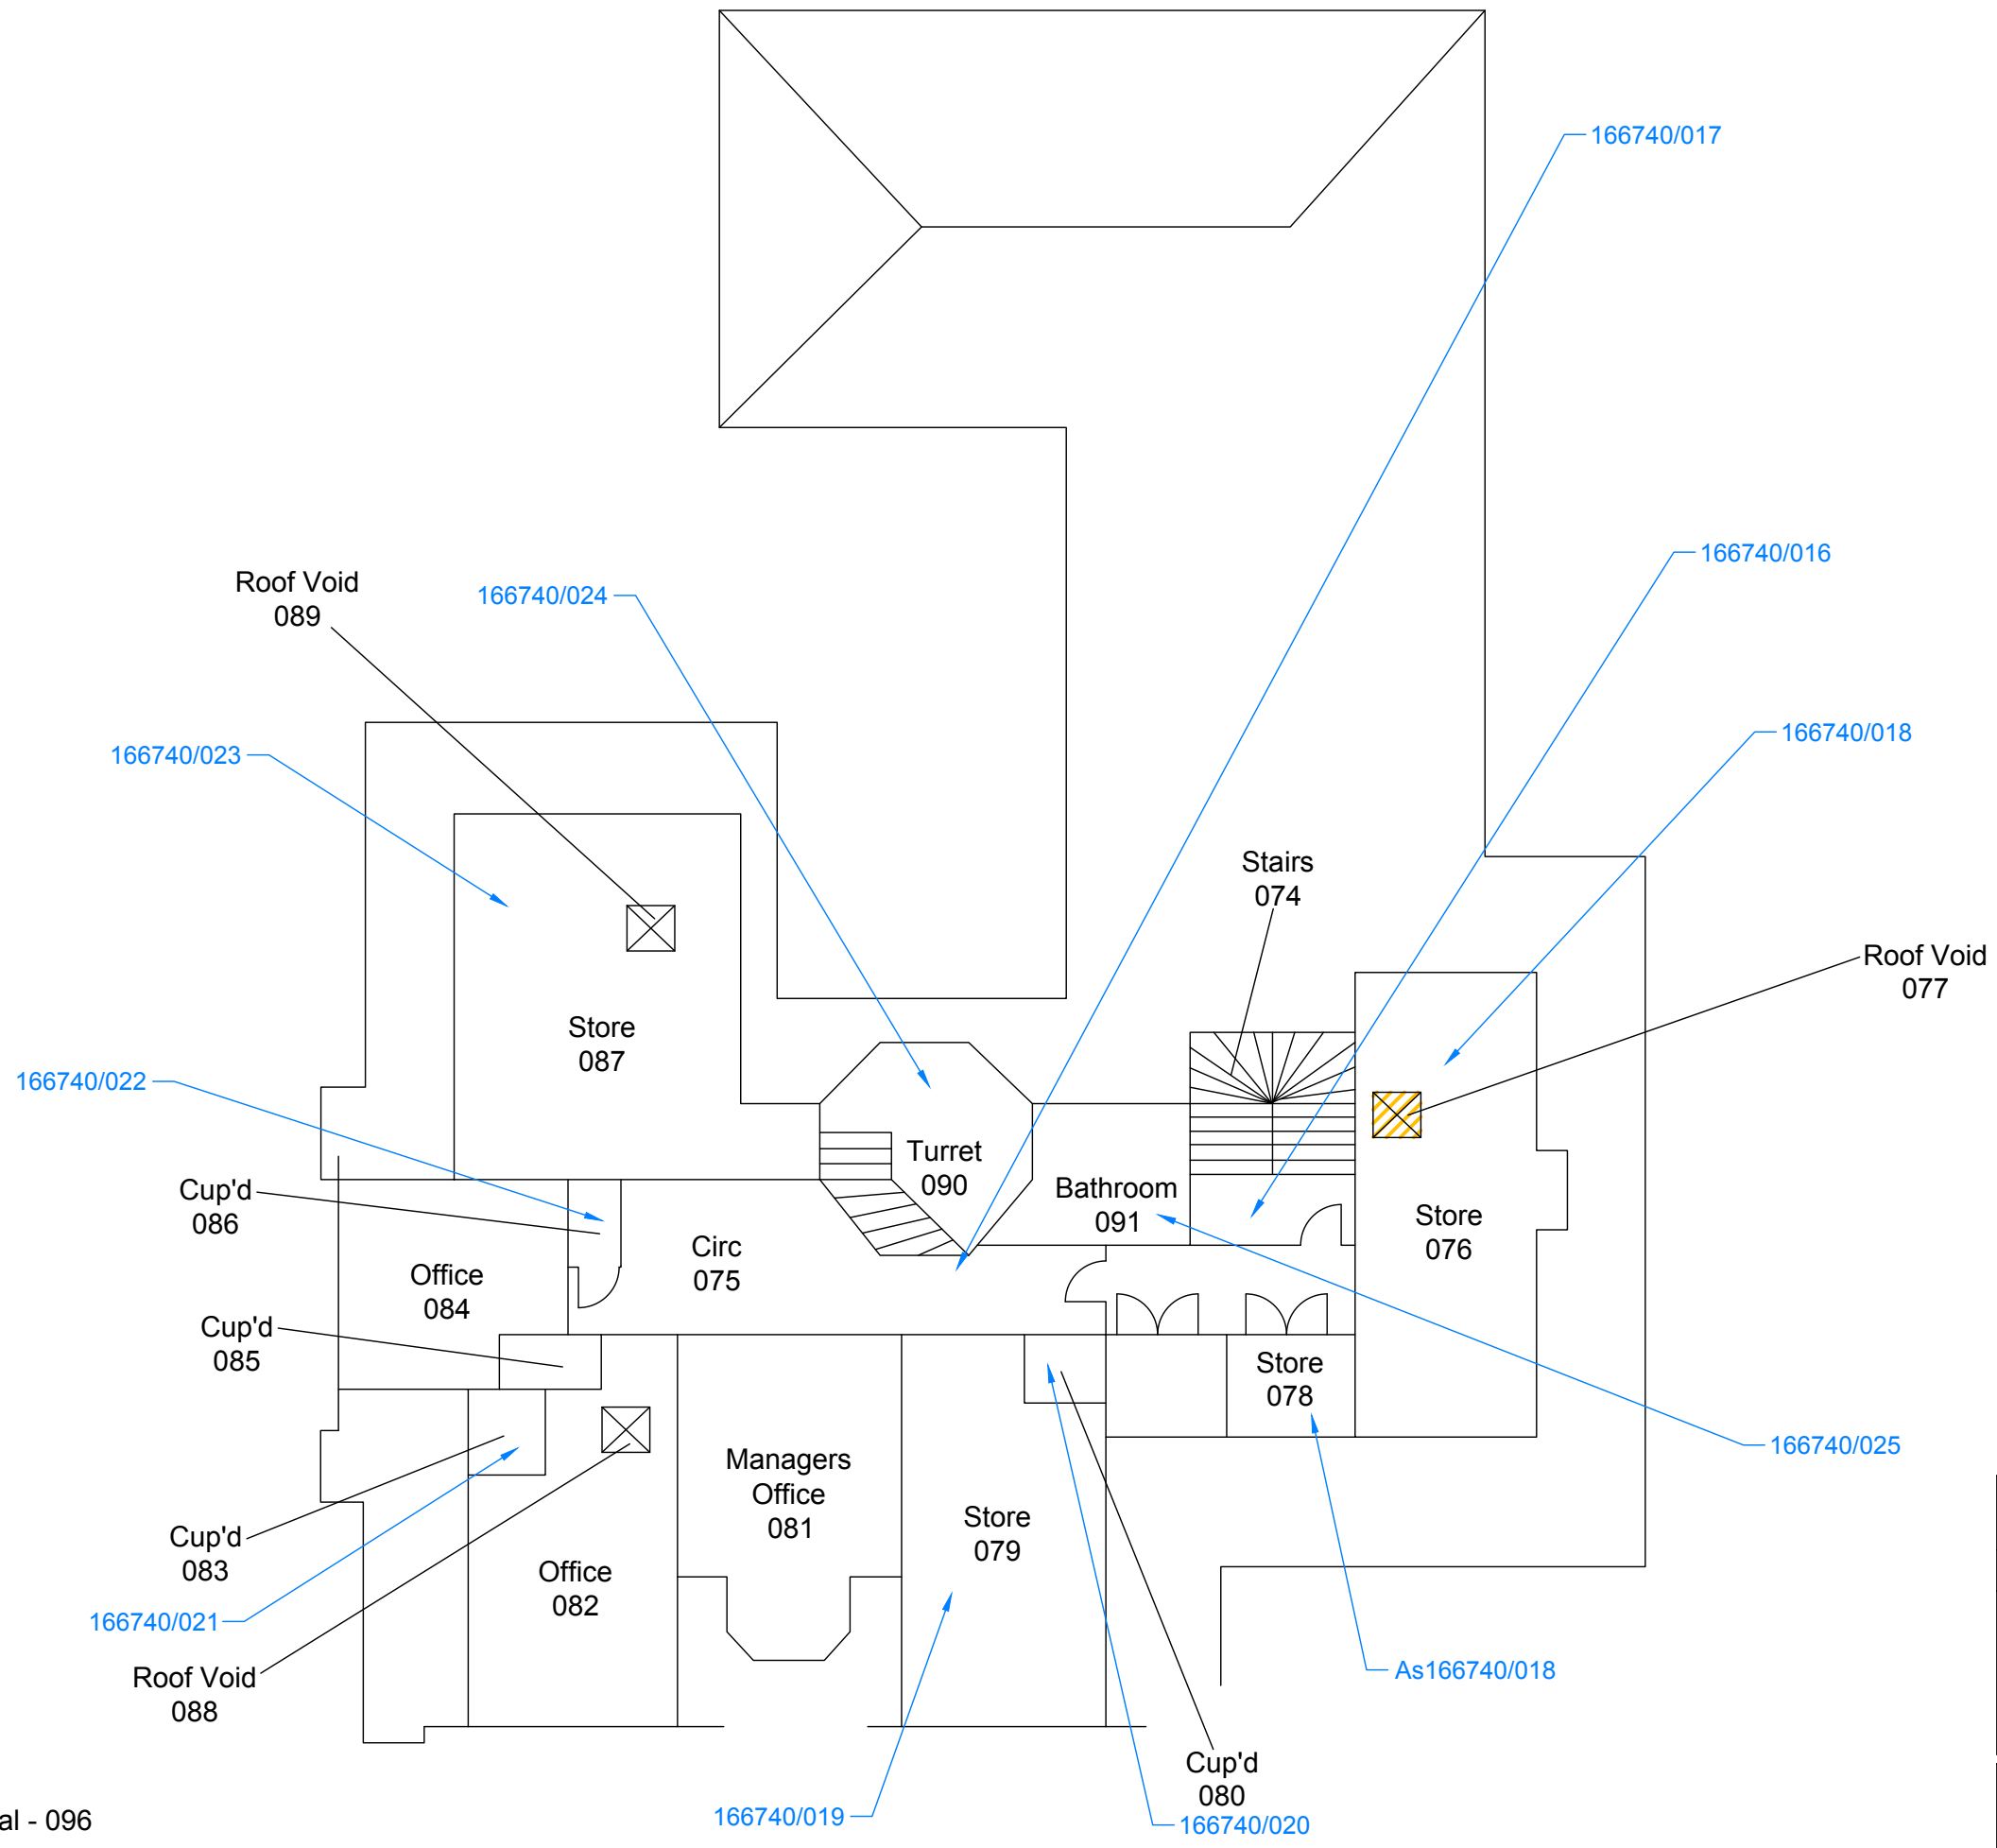 166740/017
166740/016
Roof Void
089
166740/024
166740/018
166740/023
Stairs
074
Roof Void
077
Store
087
166740/022
Turret
090
Cup'd
086
Bathroom
091
Store
076
Circ
075
Office
084
Cup'd
085
Store
078
166740/025
Managers
Office
081
Store
079
Cup'd
083
Office
082
166740/021
Roof Void
088
As166740/018
Cup'd
080
166740/019
166740/020
al - 096